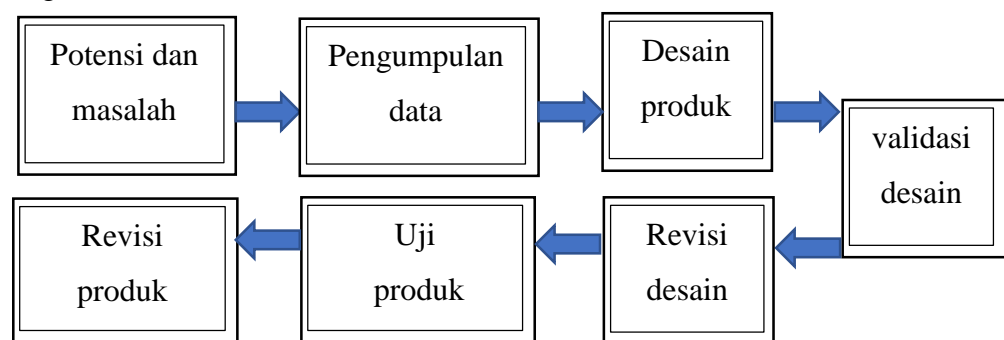 Potensi dan
masalah
Pengumpulan
data
Desain
produk
validasi
desain
Revisi
desain
Uji
produk
Revisi
produk